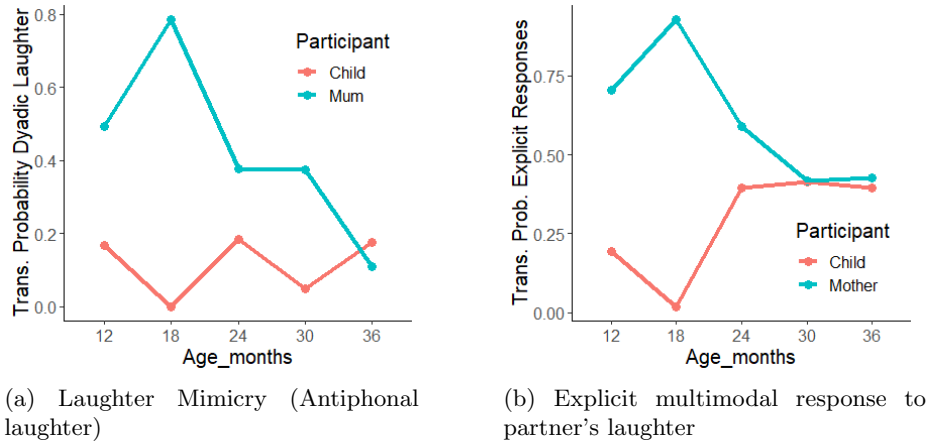 Trans. Probability Dyadic Laughter
0.8
0.6
0.4
0.2
0.0
Participant
Child
Mum
12 18 24 30 36
Age_months
(a) Laughter Mimicry (Antiphonal
laughter)
Trans. Prob. Explicit Responses
0.75
0.50
0.25
0.00
Participant
Child
Mother
12 18 24 30 36
Age_months
(b) Explicit multimodal response to
partner's laughter